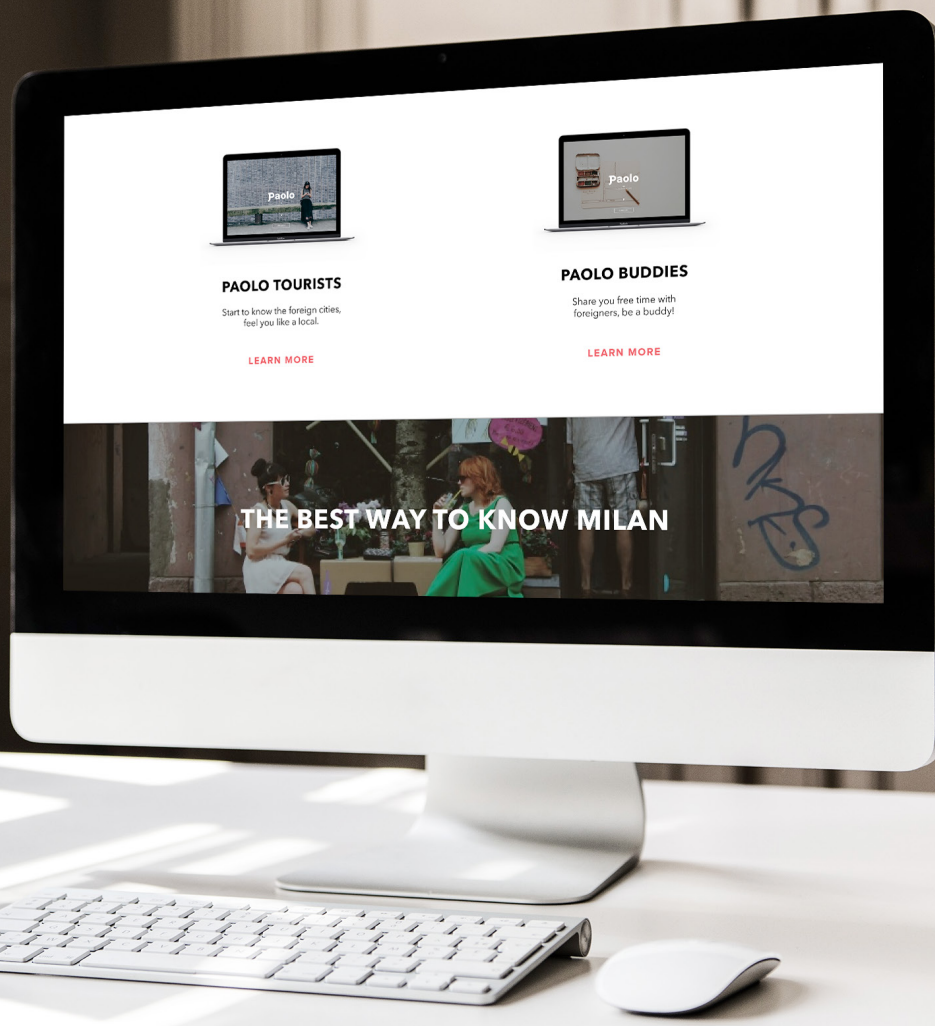 Paolo
Paolo
PAOLO TOURISTS
Start to know the foreign cities,
feel you like a local.
LEARN MORE
PAOLO BUDDIES
Share you free time with
foreigners, be a buddy!
LEARN MORE
THE BEST WAY TO KNOW MILAN